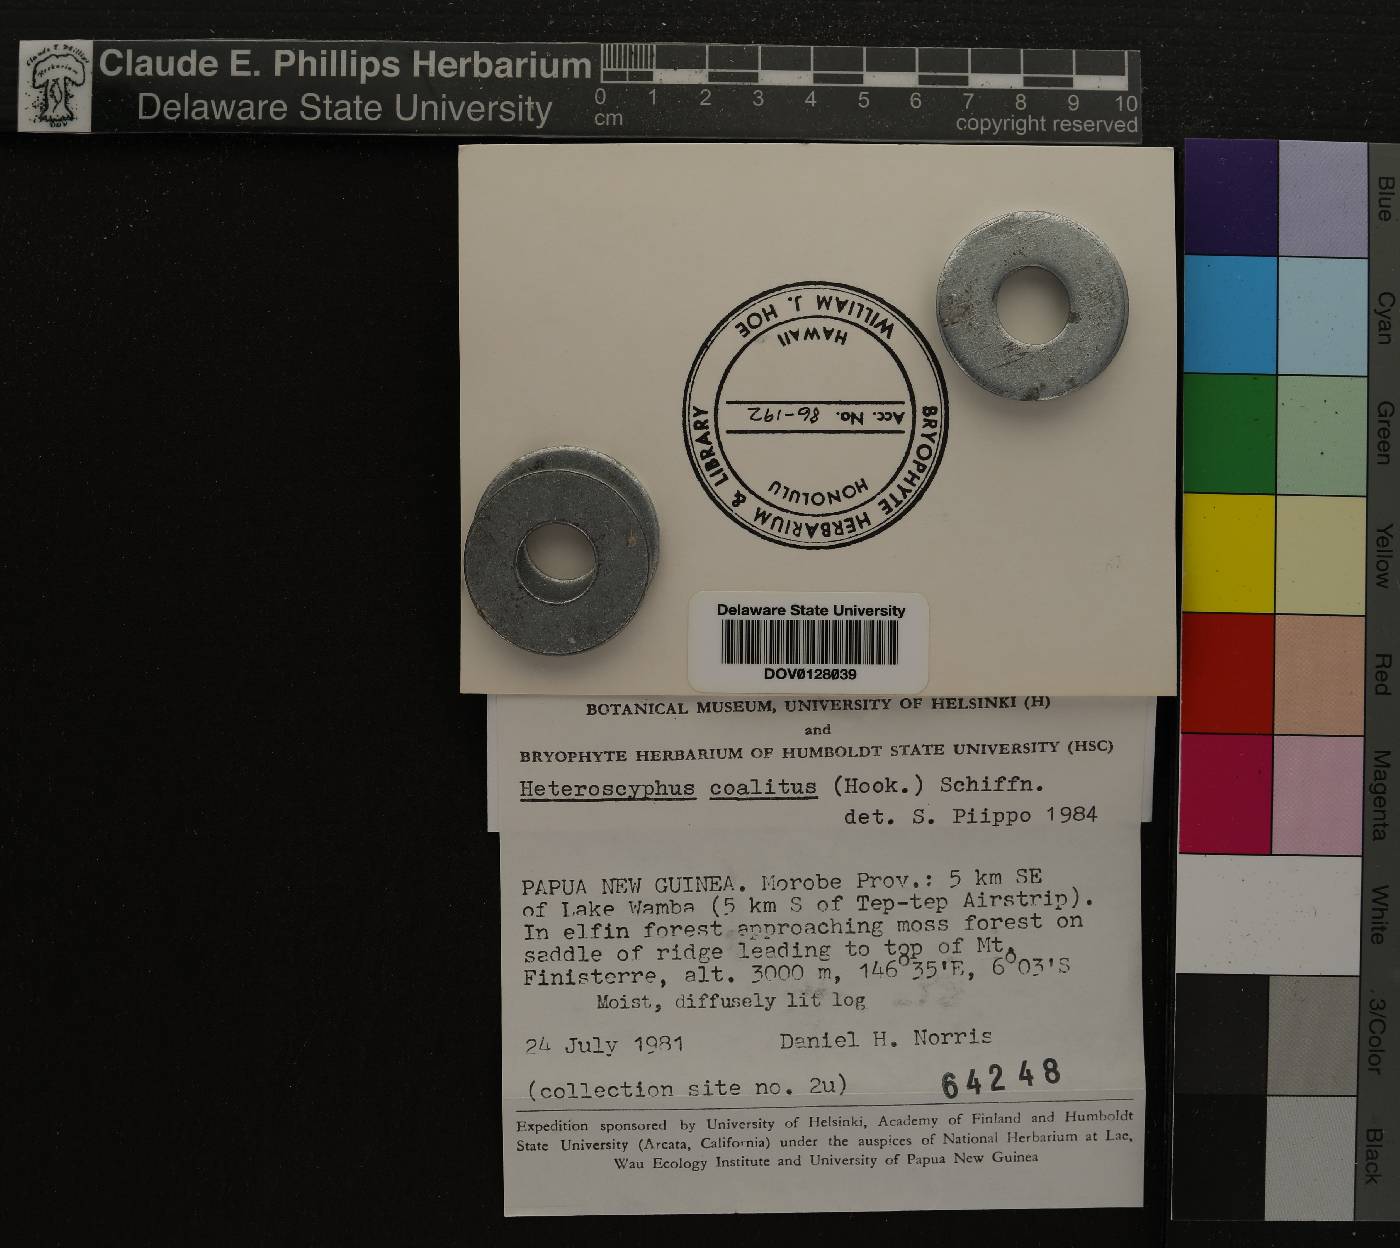 Claude E. Phillips Herbarium
Delaware State University
0 1 2 3 4 5 6 7 8 9 10
cm
copyright reserved
WILLIAM J. HOE
BRYOPHYTE HERBARIUM & LIBRARY
HONOLULU
Acc. No. 86-192
HAWAII
Delaware State University
DOV0128039
BOTANICAL MUSEUM, UNIVERSITY OF HELSINKI (H)
and
BRYOPHYTE HERBARIUM OF HUMBOLDT STATE UNIVERSITY (HSC)
Heteroscyphus coalitus (Hook.) Schiffn.
det. S. Piippo 1984
PAPUA NEW GUINEA. Morobe Prov.: 5 km SE
of Lake Wamba (5 km S of Tep-tep Airstrip).
In elfin forest approaching moss forest on
saddle of ridge leading to top of Mt.
Finisterre, alt. 3000 m, 146°35'E, 6°03'S
Moist, diffusely lit log
24 July 1981 Daniel H. Norris
(collection site no. 2u) 64248
Expedition sponsored by University of Helsinki, Academy of Finland and Humboldt
State University (Arcata, California) under the auspices of National Herbarium at Lae,
Wau Ecology Institute and University of Papua New Guinea
Blue
Cyan
Green
Yellow
Red
Magenta
White
.3/Color
Black